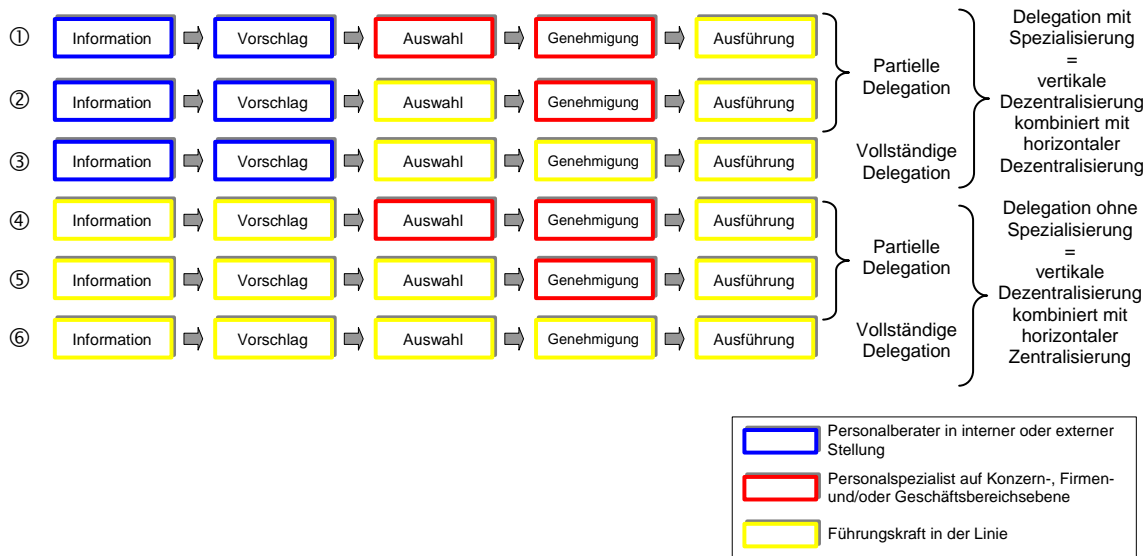 ① Information Vorschlag Auswahl Genehmigung Ausführung
② Information Vorschlag Auswahl Genehmigung Ausführung
③ Information Vorschlag Auswahl Genehmigung Ausführung
④ Information Vorschlag Auswahl Genehmigung Ausführung
⑤ Information Vorschlag Auswahl Genehmigung Ausführung
⑥ Information Vorschlag Auswahl Genehmigung Ausführung
Partielle
Delegation
Vollständige
Delegation
Partielle
Delegation
Vollständige
Delegation
Delegation mit
Spezialisierung
=
vertikale
Dezentralisierung
kombiniert mit
horizontaler
Dezentralisierung
Delegation ohne
Spezialisierung
=
vertikale
Dezentralisierung
kombiniert mit
horizontaler
Zentralisierung
Personalberater in interner oder externer
Stellung
Personalspezialist auf Konzern-, Firmen-
und/oder Geschäftsbereichsebene
Führungskraft in der Linie